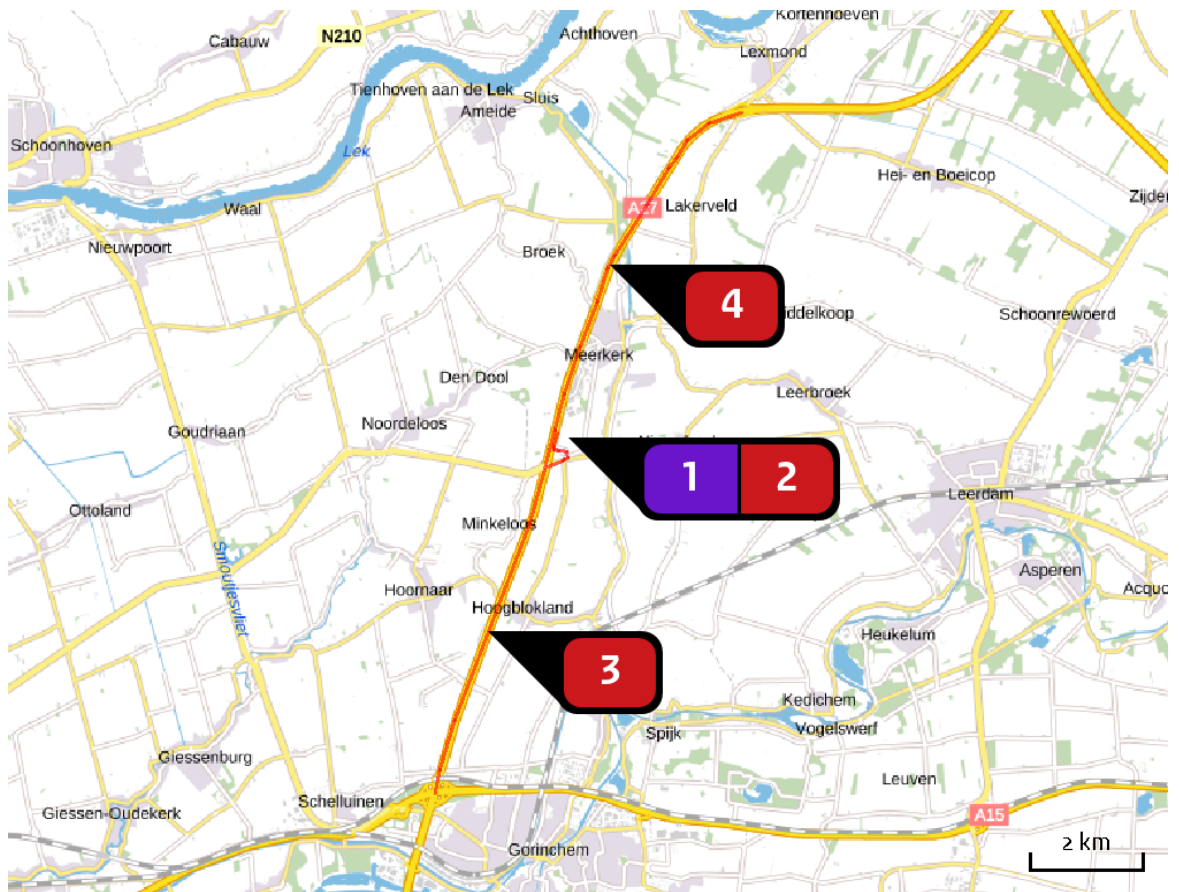 Kortenhoeven
Achthoven
N210
Cabauw
Lexmond
Tienhoven aan de Lek
Sluis
Ameide
Schoonhoven
Lek
Hei- en Boeicop
Zijder
A27
Lakerveld
Waal
Nieuwpoort
Broek
4
iddelkoop
Schoonrewoerd
Meerkerk
Den Dool
Leerbroek
Noordeloos
Goudriaan
1
2
Leerdam
Ottoland
Minkeloos
Smoutjesvliet
Asperen
Hoornaar
Acquo
Hoogblokland
Heukelum
3
Kedichem
Spijk
Vogelswerf
Giessenburg
Leuven
Schelluinen
Giessen-Oudekerk
A15
2 km
Gorinchem